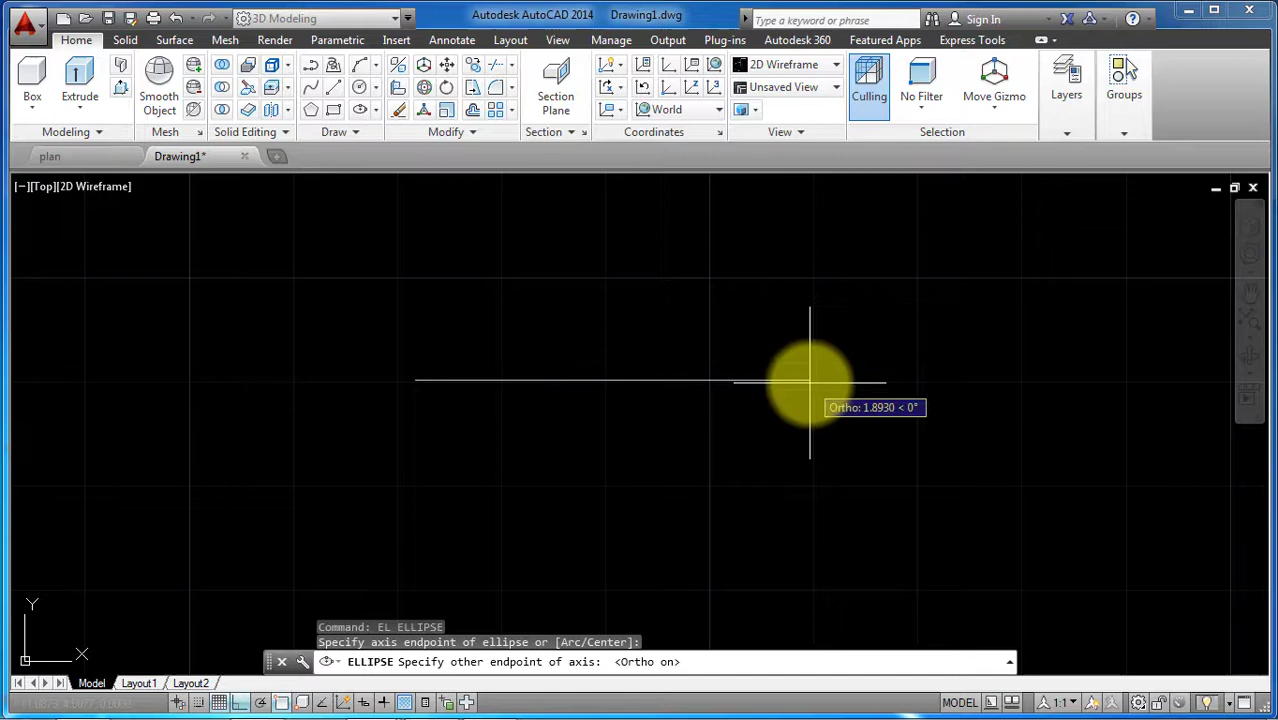 3D Modeling
Autodesk AutoCAD 2014 Drawing1.dwg
Type a keyword or phrase
Sign In
Home Solid Surface Mesh Render Parametric Insert Annotate Layout View Manage Output Plug-ins Autodesk 360 Featured Apps Express Tools
2D Wireframe
Unsaved View
World
Box Extrude Smooth Object Section Plane Culling No Filter Move Gizmo Layers Groups
Modeling Mesh Solid Editing Draw Modify Section Coordinates View Selection
plan Drawing1*
[−][Top][2D Wireframe]
Ortho: 1.8930 < 0°
Y
X
Command: EL ELLIPSE
Specify axis endpoint of ellipse or [Arc/Center]:
ELLIPSE Specify other endpoint of axis: <Ortho on>
Model Layout1 Layout2
MODEL 1:1